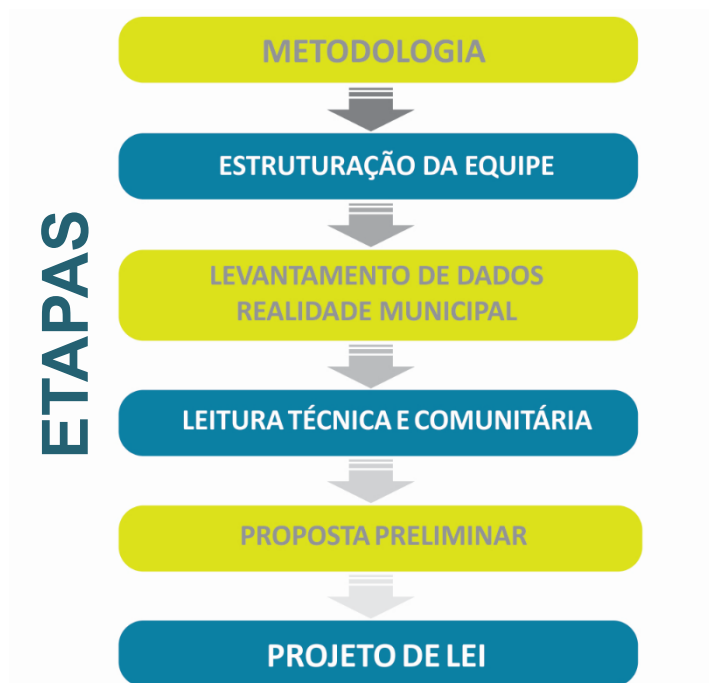 ETAPAS
METODOLOGIA
ESTRUTURAÇÃO DA EQUIPE
LEVANTAMENTO DE DADOS
REALIDADE MUNICIPAL
LEITURA TÉCNICA E COMUNITÁRIA
PROPOSTA PRELIMINAR
PROJETO DE LEI